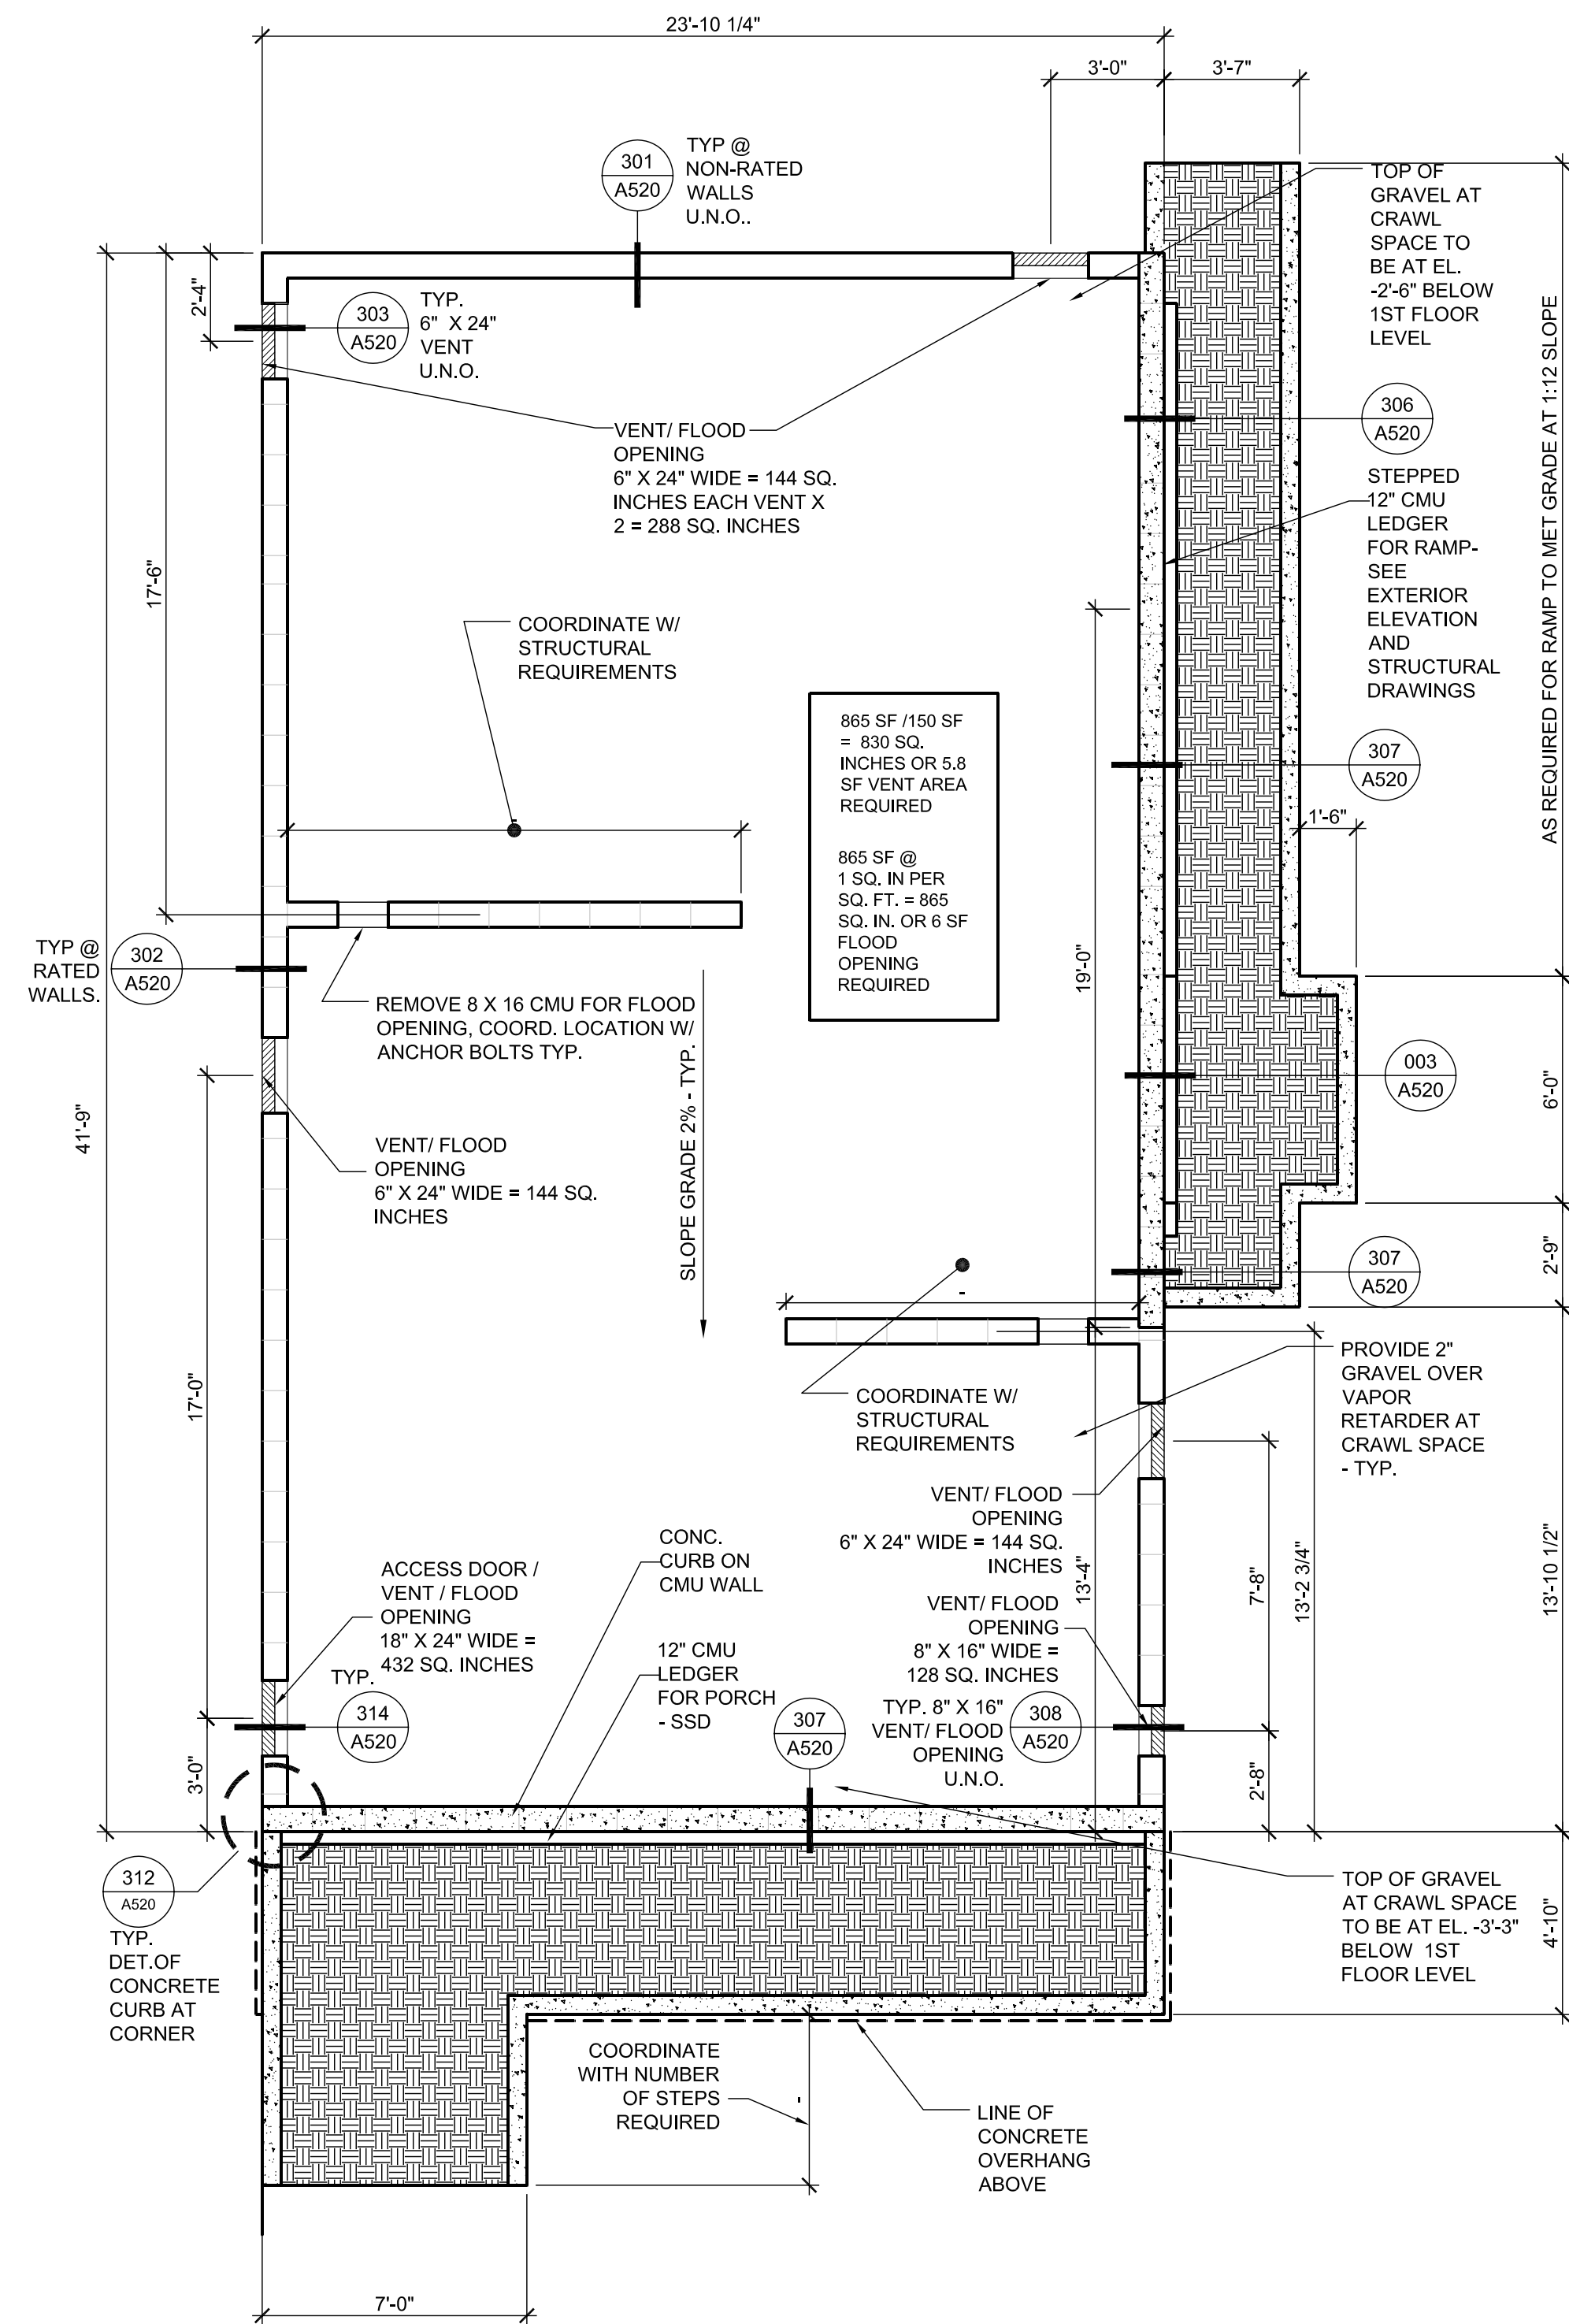 23'-10 1/4"
3'-0"
3'-7"
301
A520
TYP @
NON-RATED
WALLS
U.N.O..
TOP OF
GRAVEL AT
CRAWL
SPACE TO
BE AT EL.
-2'-6" BELOW
1ST FLOOR
LEVEL
2'-4"
303
A520
TYP.
6" X 24"
VENT
U.N.O.
AS REQUIRED FOR RAMP TO MET GRADE AT 1:12 SLOPE
306
A520
VENT/ FLOOD
OPENING
6" X 24" WIDE = 144 SQ.
INCHES EACH VENT X
2 = 288 SQ. INCHES
STEPPED
12" CMU
LEDGER
FOR RAMP-
SEE
EXTERIOR
ELEVATION
AND
STRUCTURAL
DRAWINGS
17'-6"
COORDINATE W/
STRUCTURAL
REQUIREMENTS
865 SF /150 SF
= 830 SQ.
INCHES OR 5.8
SF VENT AREA
REQUIRED
865 SF @
1 SQ. IN PER
SQ. FT. = 865
SQ. IN. OR 6 SF
FLOOD
OPENING
REQUIRED
307
A520
1'-6"
-
19'-0"
TYP @
RATED
WALLS.
302
A520
REMOVE 8 X 16 CMU FOR FLOOD
OPENING, COORD. LOCATION W/
ANCHOR BOLTS TYP.
SLOPE GRADE 2% - TYP.
003
A520
6'-0"
41'-9"
VENT/ FLOOD
OPENING
6" X 24" WIDE = 144 SQ.
INCHES
2'-9"
307
A520
-
17'-0"
COORDINATE W/
STRUCTURAL
REQUIREMENTS
PROVIDE 2"
GRAVEL OVER
VAPOR
RETARDER AT
CRAWL SPACE
- TYP.
VENT/ FLOOD
OPENING
6" X 24" WIDE = 144 SQ.
INCHES
13'-4"
7'-8"
13'-2 3/4"
13'-10 1/2"
CONC.
CURB ON
CMU WALL
ACCESS DOOR /
VENT / FLOOD
OPENING
18" X 24" WIDE =
432 SQ. INCHES
VENT/ FLOOD
OPENING
8" X 16" WIDE =
128 SQ. INCHES
12" CMU
LEDGER
FOR PORCH
- SSD
TYP.
314
A520
307
A520
TYP. 8" X 16"
VENT/ FLOOD
OPENING
U.N.O.
308
A520
3'-0"
2'-8"
312
A520
TYP.
DET.OF
CONCRETE
CURB AT
CORNER
TOP OF GRAVEL
AT CRAWL SPACE
TO BE AT EL. -3'-3"
BELOW 1ST
FLOOR LEVEL
4'-10"
COORDINATE
WITH NUMBER
OF STEPS
REQUIRED
-
LINE OF
CONCRETE
OVERHANG
ABOVE
7'-0"